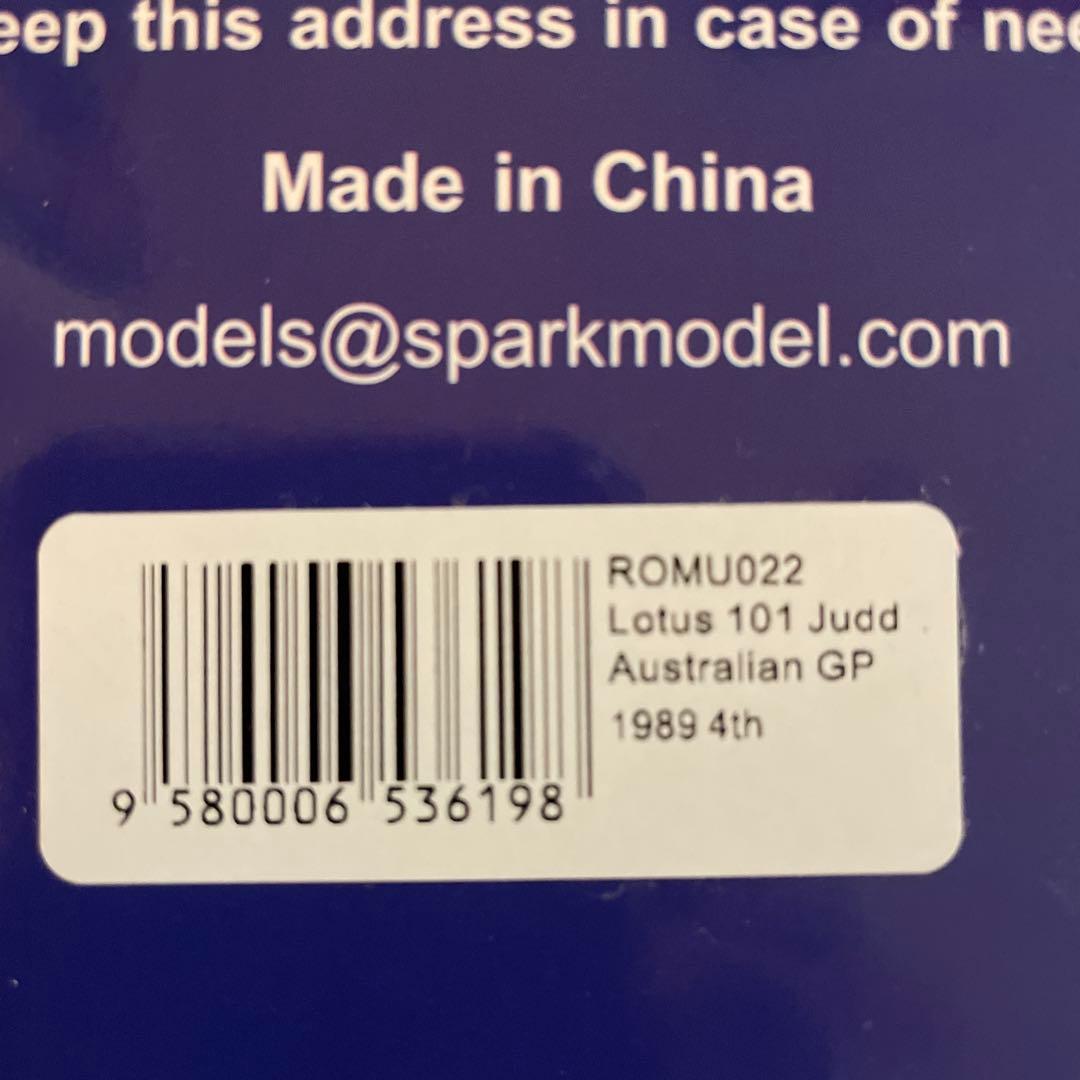 eep this address in case of nee
Made in China
models@sparkmodel.com
ROMU022
Lotus 101 Judd
Australian GP
1989 4th
9 580006 536198